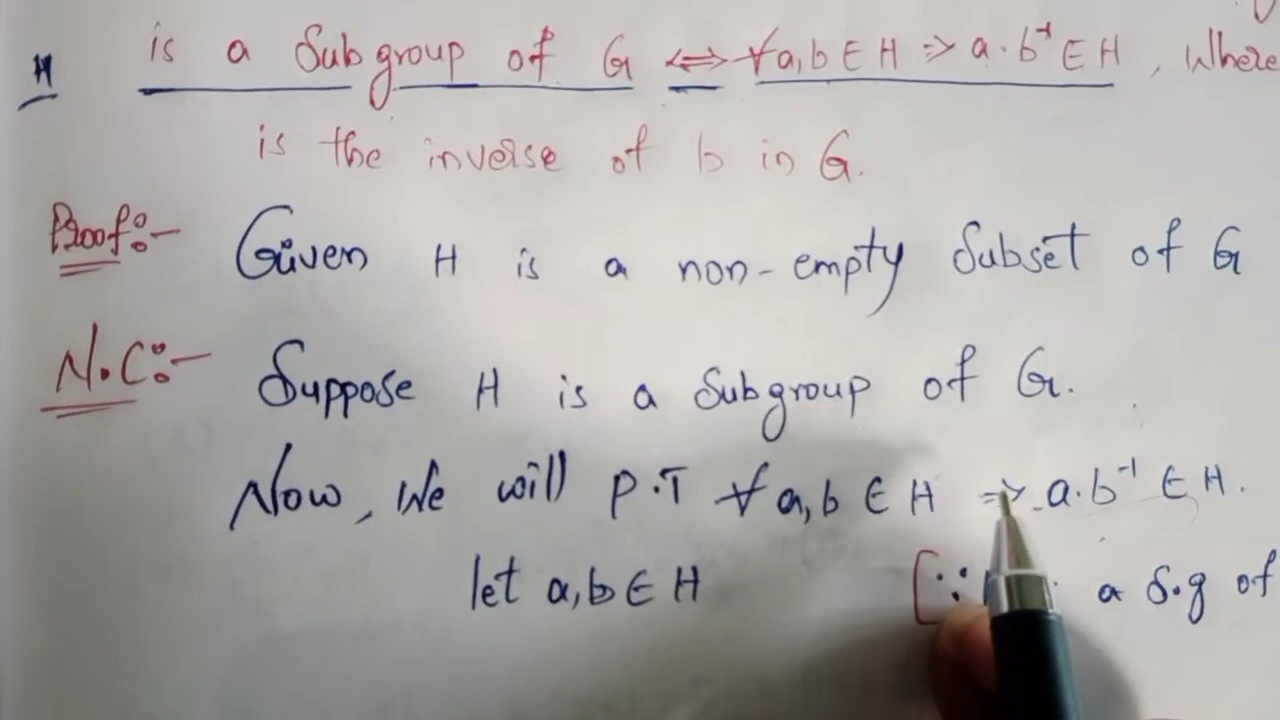 H is a Subgroup of G ⇔ ∀ a,b ∈ H ⇒ a·b⁻¹ ∈ H, Where
is the inverse of b in G.
Proof:- Given H is a non-empty Subset of G
N.C:- Suppose H is a Subgroup of G.
Now, We will P.T ∀ a,b ∈ H ⇒ a·b⁻¹ ∈ H.
let a,b ∈ H [∵ a S.g of